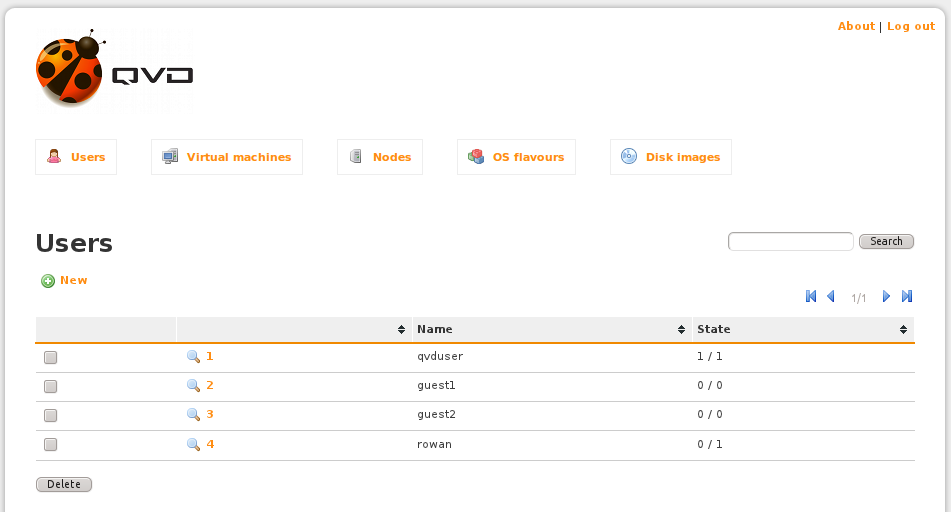 About | Log out
QVD
Users Virtual machines Nodes OS flavours Disk images
Users
Search
New
1/1
Name State
1 qvduser 1 / 1
2 guest1 0 / 0
3 guest2 0 / 0
4 rowan 0 / 1
Delete